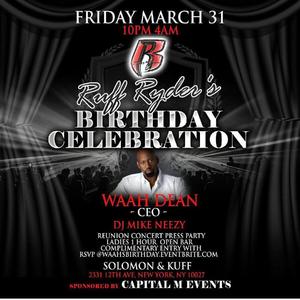 FRIDAY MARCH 31
10PM 4AM
R
Ruff Ryder's
BIRTHDAY
CELEBRATION
WAAH DEAN
- CEO -
DJ MIKE NEEZY
REUNION CONCERT PRESS PARTY
LADIES 1 HOUR OPEN BAR
COMPLIMENTARY ENTRY WITH
RSVP @WAAHSBIRTHDAY.EVENTBRITE.COM
SOLOMON & KUFF
2331 12TH AVE, NEW YORK, NY 10027
SPONSORED BY CAPITAL M EVENTS